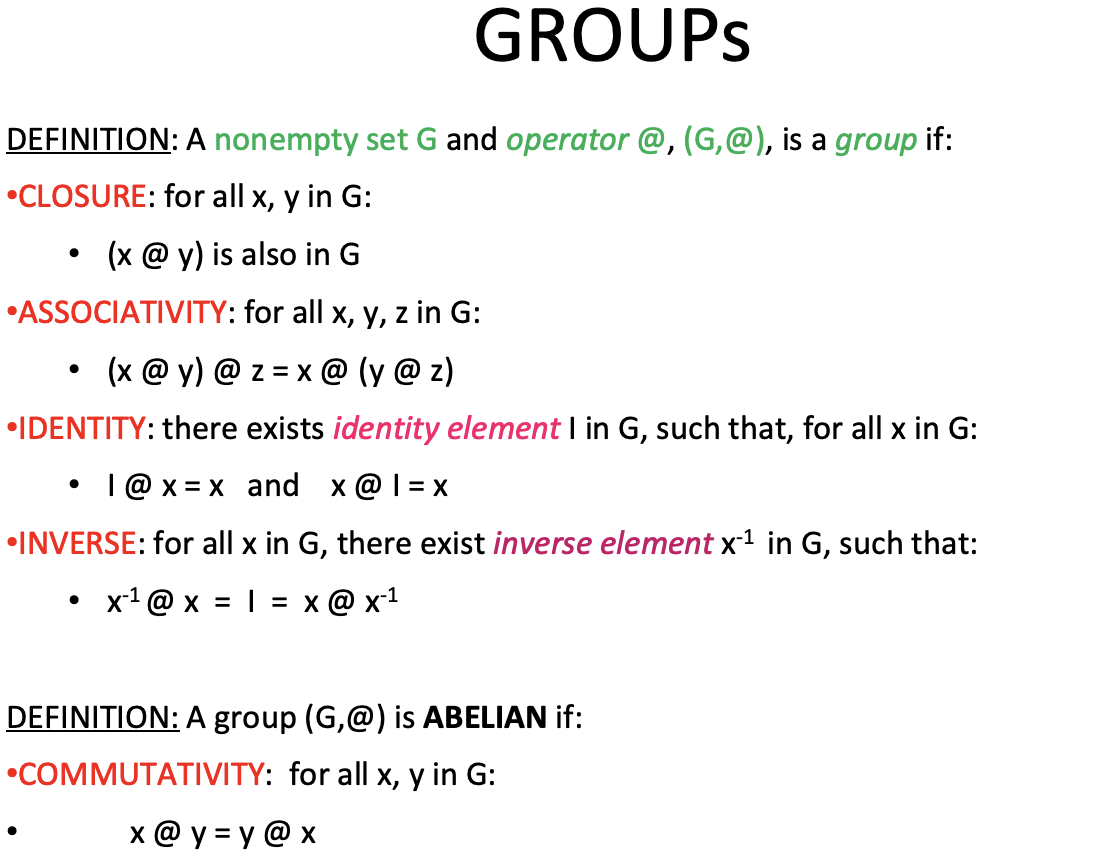 GROUPs
DEFINITION: A nonempty set G and operator @, (G,@), is a group if:
•CLOSURE: for all x, y in G:
• (x @ y) is also in G
•ASSOCIATIVITY: for all x, y, z in G:
• (x @ y) @ z = x @ (y @ z)
•IDENTITY: there exists identity element I in G, such that, for all x in G:
• I @ x = x and x @ I = x
•INVERSE: for all x in G, there exist inverse element x⁻¹ in G, such that:
• x⁻¹ @ x = I = x @ x⁻¹
DEFINITION: A group (G,@) is ABELIAN if:
•COMMUTATIVITY: for all x, y in G:
• x @ y = y @ x